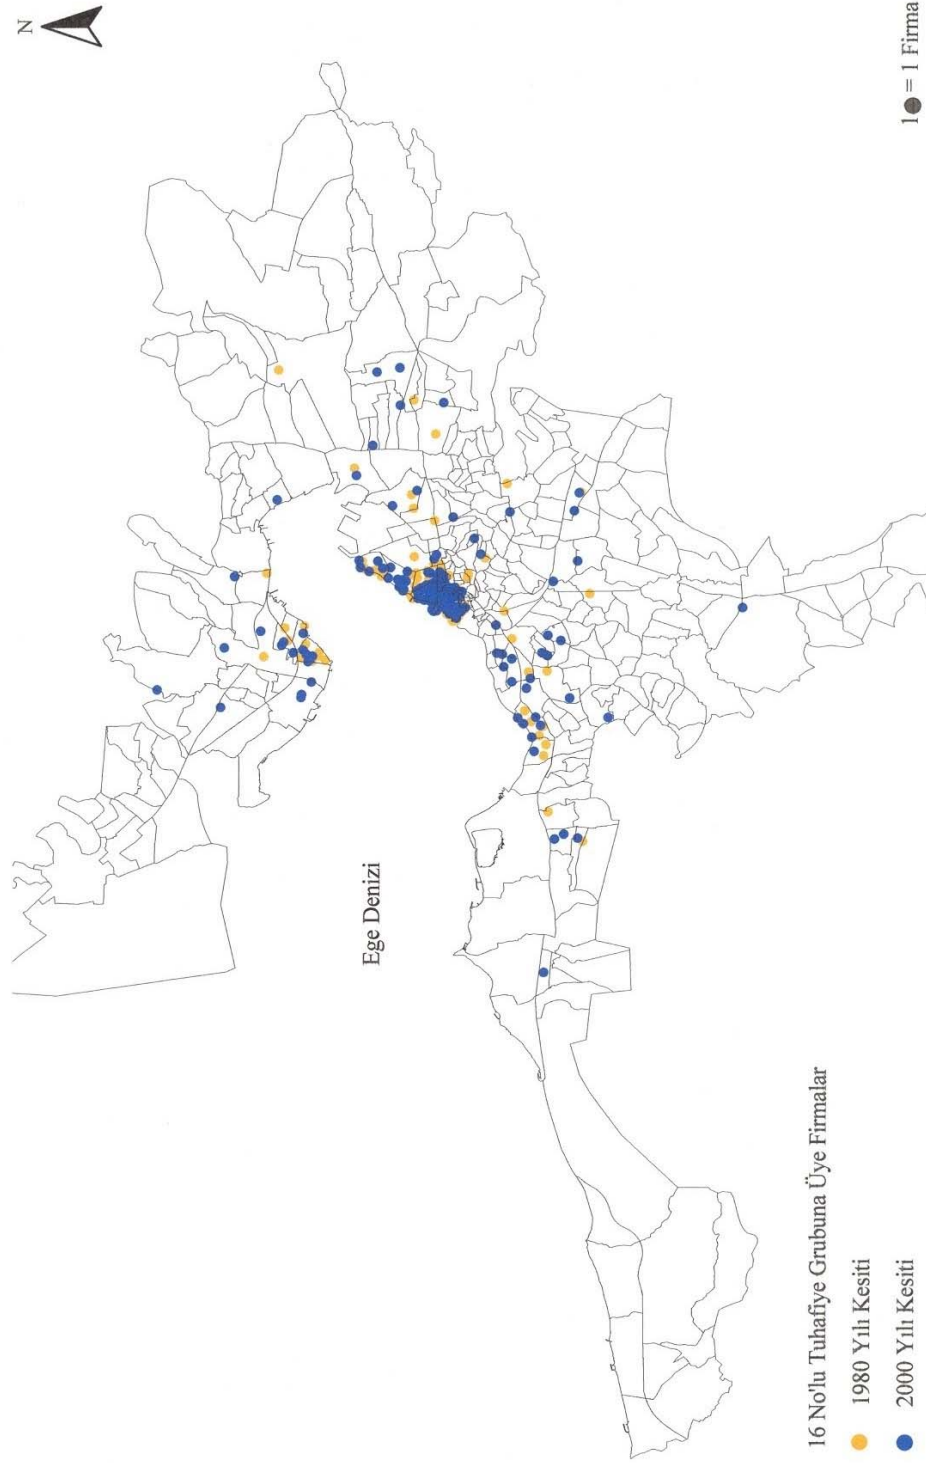 N
Ege Denizi
16 No'lu Tuhafiye Grubuna Üye Firmalar
1980 Yılı Kesiti
2000 Yılı Kesiti
1 = 1 Firma